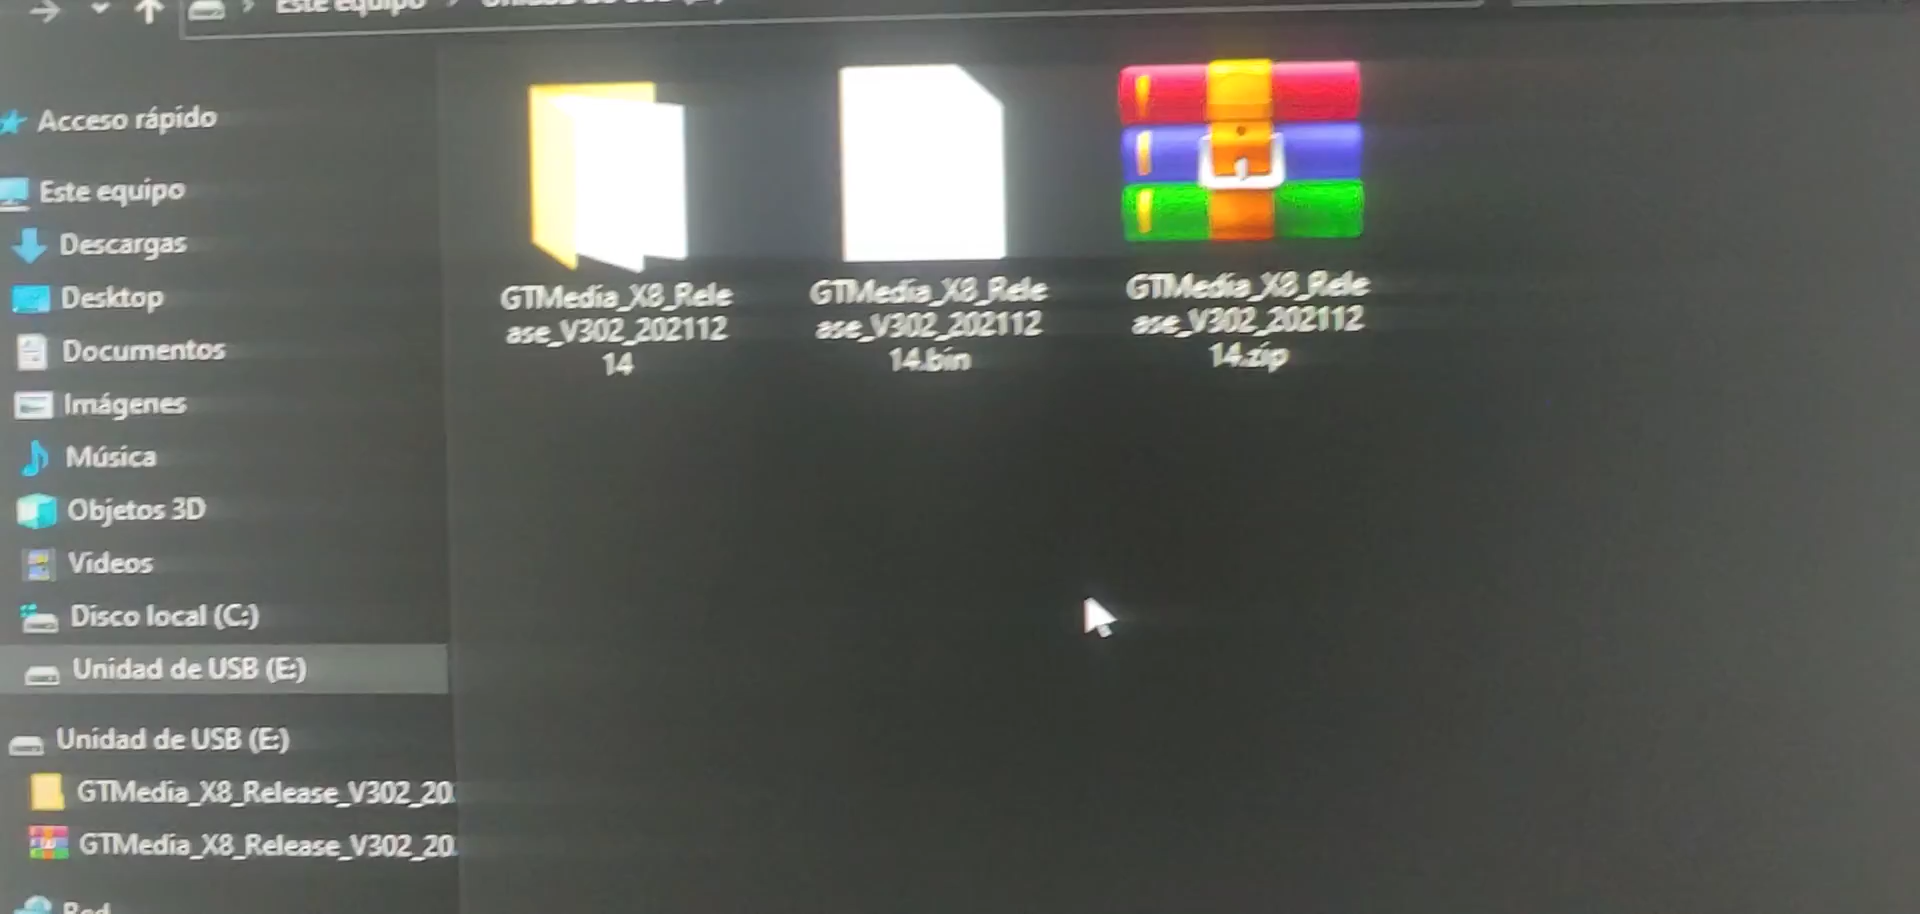 Este equipo
Acceso rápido
Este equipo
Descargas
Desktop
Documentos
Imágenes
Música
Objetos 3D
Videos
Disco local (C:)
Unidad de USB (E:)
Unidad de USB (E:)
GTMedia_X8_Release_V302_20
GTMedia_X8_Release_V302_20
Red
GTMedia_X8_Rele
ase_V302_202112
14
GTMedia_X8_Rele
ase_V302_202112
14.bin
GTMedia_X8_Rele
ase_V302_202112
14.zip